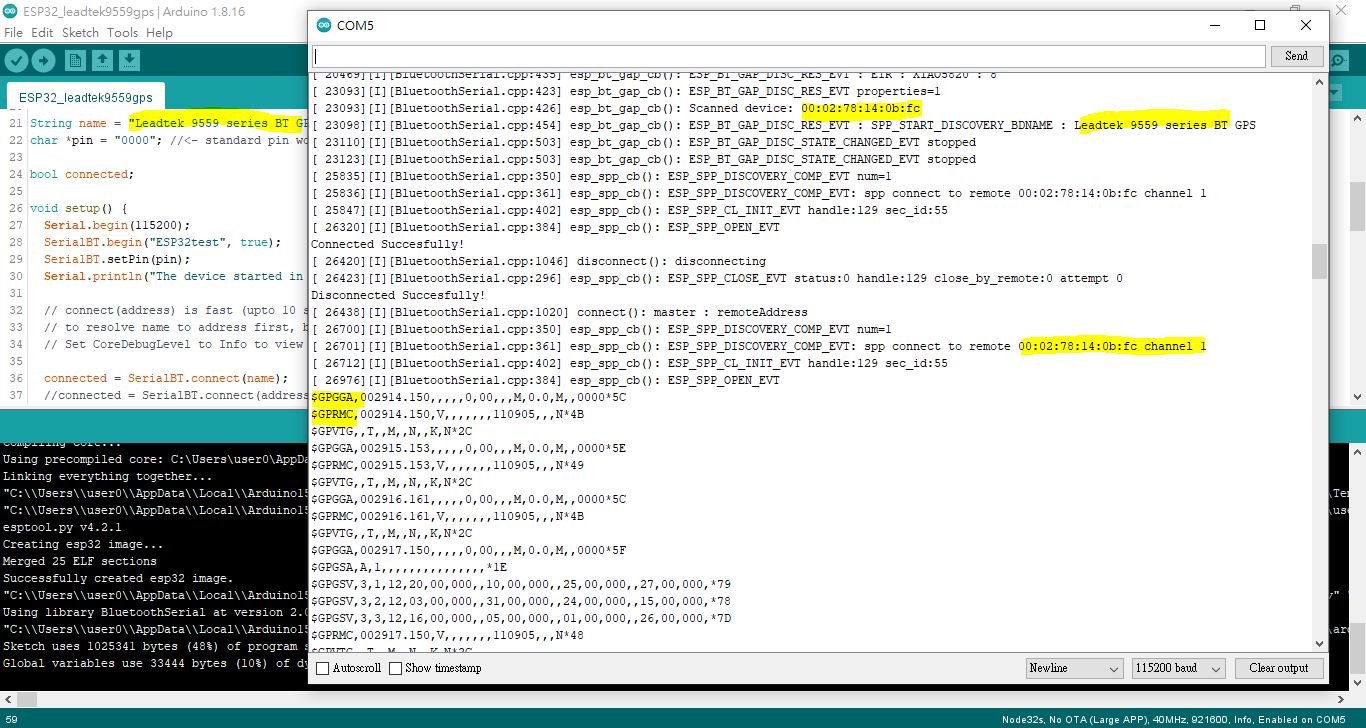 ESP32_leadtek9559gps | Arduino 1.8.16
File Edit Sketch Tools Help
ESP32_leadtek9559gps
21 String name = "Leadtek 9559 series BT GP
22 char *pin = "0000"; //<- standard pin wo
23
24 bool connected;
25
26 void setup() {
27 Serial.begin(115200);
28 SerialBT.begin("ESP32test", true);
29 SerialBT.setPin(pin);
30 Serial.println("The device started in
31
32 // connect(address) is fast (upto 10 s
33 // to resolve name to address first, b
34 // Set CoreDebugLevel to Info to view
35
36 connected = SerialBT.connect(name);
37 //connected = SerialBT.connect(address
COM5
Send
[ 20469][I][BluetoothSerial.cpp:435] esp_bt_gap_cb(): ESP_BT_GAP_DISC_RES_EVT : EIR : XIAO5820 : 8
[ 23093][I][BluetoothSerial.cpp:423] esp_bt_gap_cb(): ESP_BT_GAP_DISC_RES_EVT properties=1
[ 23093][I][BluetoothSerial.cpp:426] esp_bt_gap_cb(): Scanned device: 00:02:78:14:0b:fc
[ 23098][I][BluetoothSerial.cpp:454] esp_bt_gap_cb(): ESP_BT_GAP_DISC_RES_EVT : SPP_START_DISCOVERY_BDNAME : Leadtek 9559 series BT GPS
[ 23110][I][BluetoothSerial.cpp:503] esp_bt_gap_cb(): ESP_BT_GAP_DISC_STATE_CHANGED_EVT stopped
[ 23123][I][BluetoothSerial.cpp:503] esp_bt_gap_cb(): ESP_BT_GAP_DISC_STATE_CHANGED_EVT stopped
[ 25835][I][BluetoothSerial.cpp:350] esp_spp_cb(): ESP_SPP_DISCOVERY_COMP_EVT num=1
[ 25836][I][BluetoothSerial.cpp:361] esp_spp_cb(): ESP_SPP_DISCOVERY_COMP_EVT: spp connect to remote 00:02:78:14:0b:fc channel 1
[ 25847][I][BluetoothSerial.cpp:402] esp_spp_cb(): ESP_SPP_CL_INIT_EVT handle:129 sec_id:55
[ 26320][I][BluetoothSerial.cpp:384] esp_spp_cb(): ESP_SPP_OPEN_EVT
Connected Succesfully!
[ 26420][I][BluetoothSerial.cpp:1046] disconnect(): disconnecting
[ 26423][I][BluetoothSerial.cpp:296] esp_spp_cb(): ESP_SPP_CLOSE_EVT status:0 handle:129 close_by_remote:0 attempt 0
Disconnected Succesfully!
[ 26438][I][BluetoothSerial.cpp:1020] connect(): master : remoteAddress
[ 26700][I][BluetoothSerial.cpp:350] esp_spp_cb(): ESP_SPP_DISCOVERY_COMP_EVT num=1
[ 26701][I][BluetoothSerial.cpp:361] esp_spp_cb(): ESP_SPP_DISCOVERY_COMP_EVT: spp connect to remote 00:02:78:14:0b:fc channel 1
[ 26712][I][BluetoothSerial.cpp:402] esp_spp_cb(): ESP_SPP_CL_INIT_EVT handle:129 sec_id:55
[ 26976][I][BluetoothSerial.cpp:384] esp_spp_cb(): ESP_SPP_OPEN_EVT
$GPGGA,002914.150,,,,,0,00,,,M,0.0,M,,0000*5C
$GPRMC,002914.150,V,,,,,,,110905,,,N*4B
$GPVTG,,T,,M,,N,,K,N*2C
$GPGGA,002915.153,,,,,0,00,,,M,0.0,M,,0000*5E
$GPRMC,002915.153,V,,,,,,,110905,,,N*49
$GPVTG,,T,,M,,N,,K,N*2C
$GPGGA,002916.161,,,,,0,00,,,M,0.0,M,,0000*5C
$GPRMC,002916.161,V,,,,,,,110905,,,N*4B
$GPVTG,,T,,M,,N,,K,N*2C
$GPGGA,002917.150,,,,,0,00,,,M,0.0,M,,0000*5F
$GPGSA,A,1,,,,,,,,,,,,,,,*1E
$GPGSV,3,1,12,20,00,000,,10,00,000,,25,00,000,,27,00,000,*79
$GPGSV,3,2,12,03,00,000,,31,00,000,,24,00,000,,15,00,000,*78
$GPGSV,3,3,12,16,00,000,,05,00,000,,01,00,000,,26,00,000,*7D
$GPRMC,002917.150,V,,,,,,,110905,,,N*48
$GPVTG,,T,,M,,N,,K,N*2C
Autoscroll Show timestamp Newline 115200 baud Clear output
Compiling core...
Using precompiled core: C:\Users\user0\AppDa
Linking everything together...
"C:\\Users\\user0\\AppData\\Local\\Arduino15
"C:\\Users\\user0\\AppData\\Local\\Arduino15
esptool.py v4.2.1
Creating esp32 image...
Merged 25 ELF sections
Successfully created esp32 image.
"C:\\Users\\user0\\AppData\\Local\\Arduino15
Using library BluetoothSerial at version 2.0
"C:\\Users\\user0\\AppData\\Local\\Arduino15
Sketch uses 1025341 bytes (48%) of program s
Global variables use 33444 bytes (10%) of dy
59
Node32s, No OTA (Large APP), 40MHz, 921600, Info, Enabled on COM5